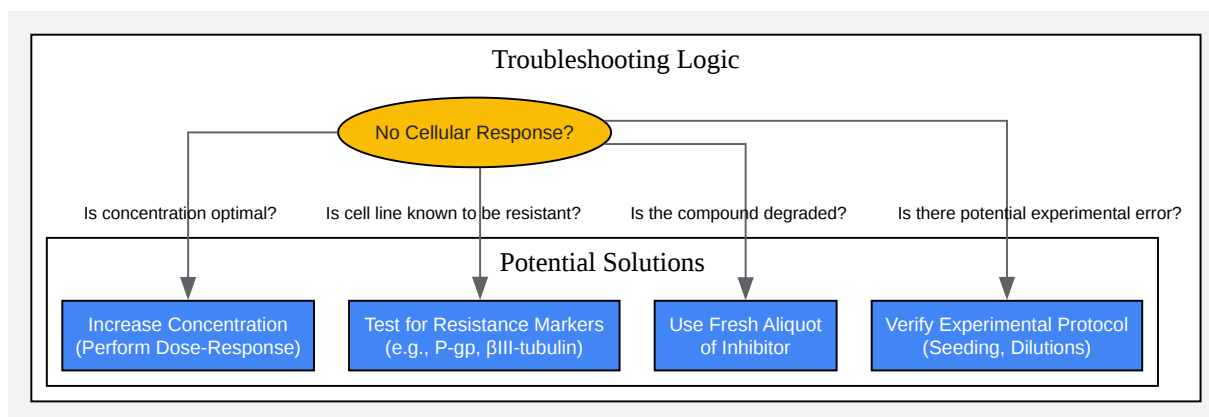 Troubleshooting Logic
No Cellular Response?
Is concentration optimal?
Is cell line known to be resistant?
Is the compound degraded?
Is there potential experimental error?
Potential Solutions
Increase Concentration
(Perform Dose-Response)
Test for Resistance Markers
(e.g., P-gp, βIII-tubulin)
Use Fresh Aliquot
of Inhibitor
Verify Experimental Protocol
(Seeding, Dilutions)